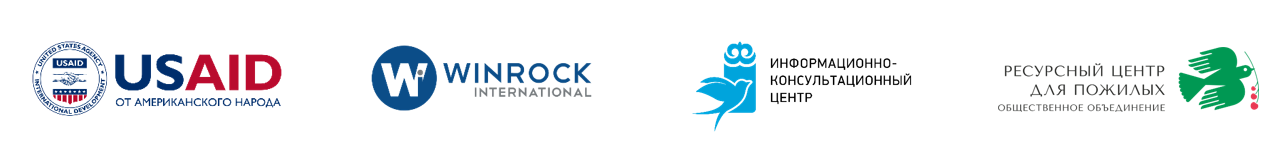 UNITED STATES AGENCY
USAID
INTERNATIONAL DEVELOPMENT
USAID
ОТ АМЕРИКАНСКОГО НАРОДА
W
WINROCK
INTERNATIONAL
ИНФОРМАЦИОННО-
КОНСУЛЬТАЦИОННЫЙ
ЦЕНТР
РЕСУРСНЫЙ ЦЕНТР
ДЛЯ ПОЖИЛЫХ
ОБЩЕСТВЕННОЕ ОБЪЕДИНЕНИЕ